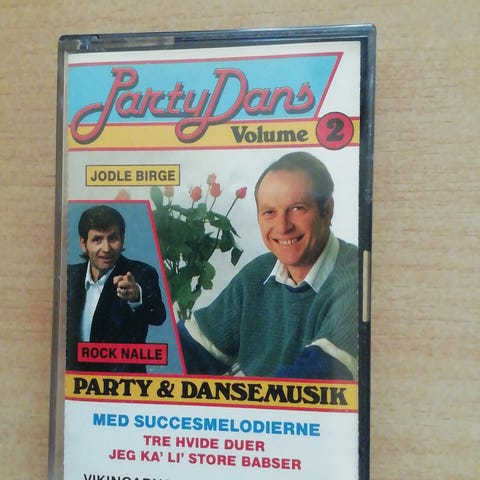 PartyDans
Volume 2
JODLE BIRGE
ROCK NALLE
PARTY & DANSEMUSIK
MED SUCCESMELODIERNE
TRE HVIDE DUER
JEG KA' LI' STORE BABSER